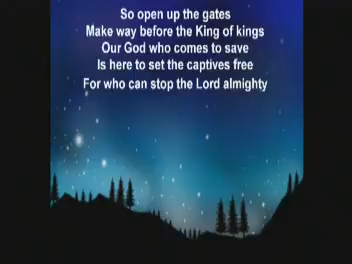 So open up the gates
Make way before the King of kings
Our God who comes to save
Is here to set the captives free
For who can stop the Lord almighty